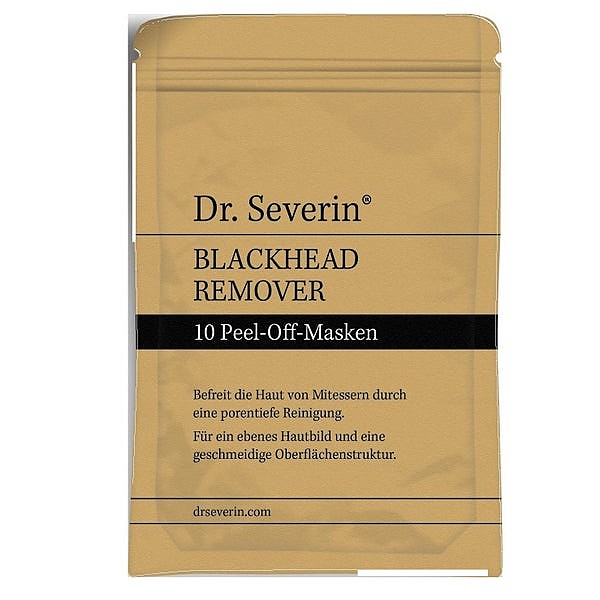 Dr. Severin®
BLACKHEAD
REMOVER
10 Peel-Off-Masken
Befreit die Haut von Mitessern durch
eine porentiefe Reinigung.
Für ein ebenes Hautbild und eine
geschmeidige Oberflächenstruktur.
drseverin.com